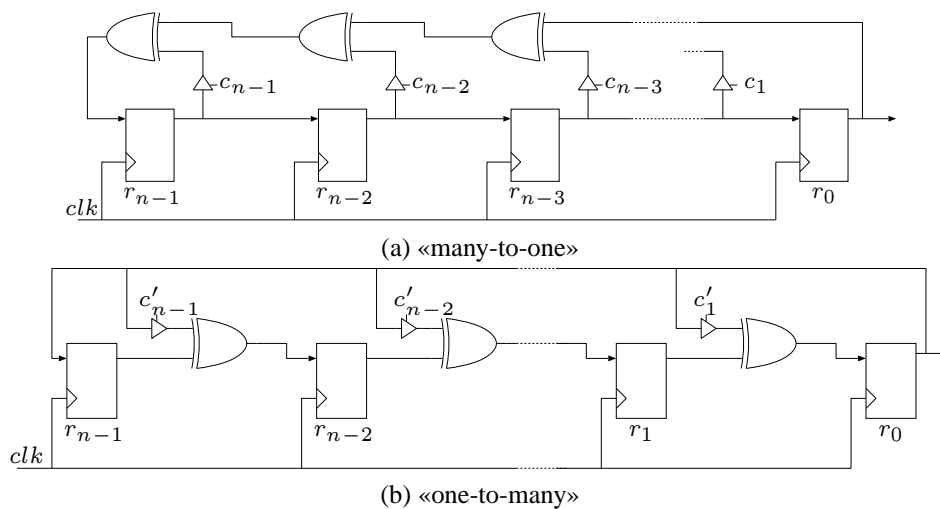 c_{n−1} c_{n−2} c_{n−3} c_1
r_{n−1} r_{n−2} r_{n−3} r_0
clk
(a) «many-to-one»
c′_{n−1} c′_{n−2} c′_1
r_{n−1} r_{n−2} r_1 r_0
clk
(b) «one-to-many»